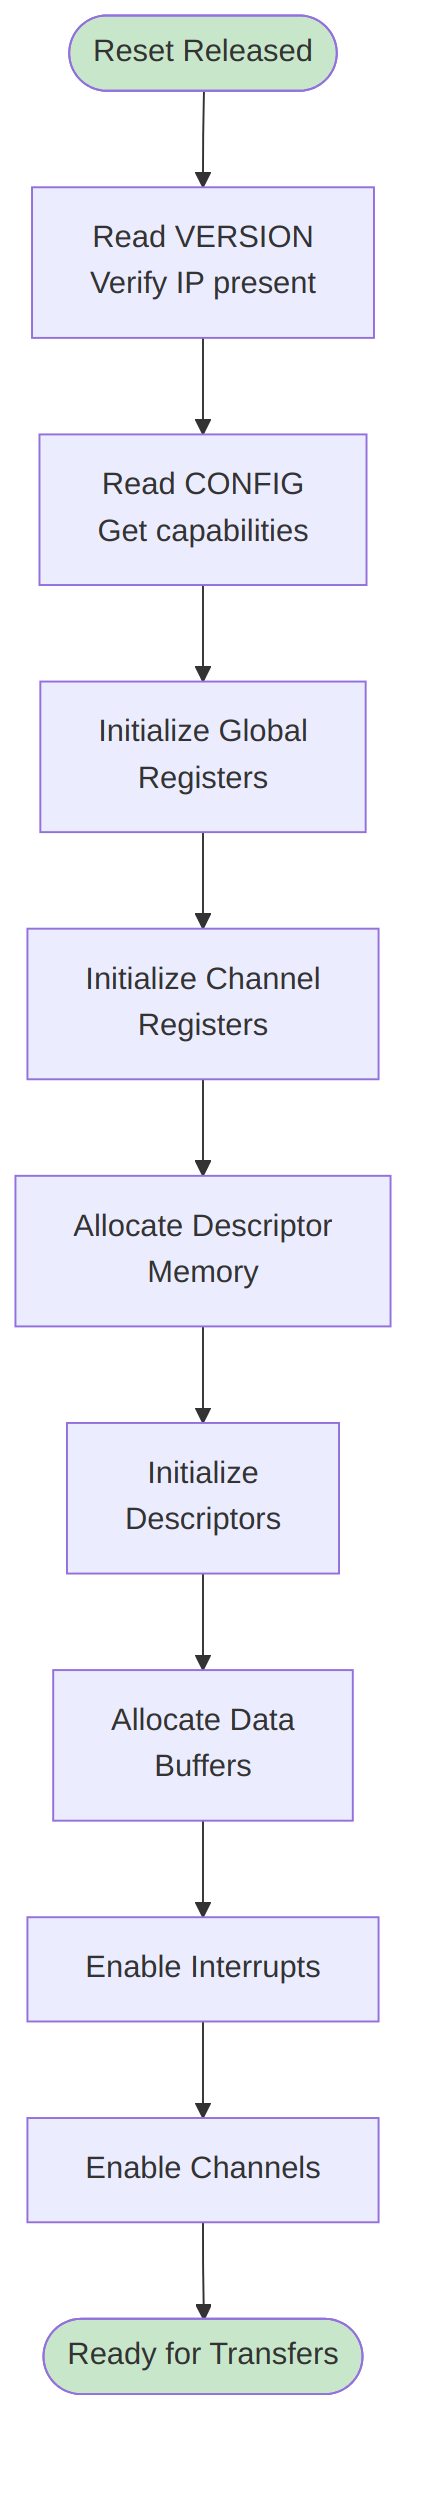 Reset Released
Read VERSION
Verify IP present
Read CONFIG
Get capabilities
Initialize Global
Registers
Initialize Channel
Registers
Allocate Descriptor
Memory
Initialize
Descriptors
Allocate Data
Buffers
Enable Interrupts
Enable Channels
Ready for Transfers